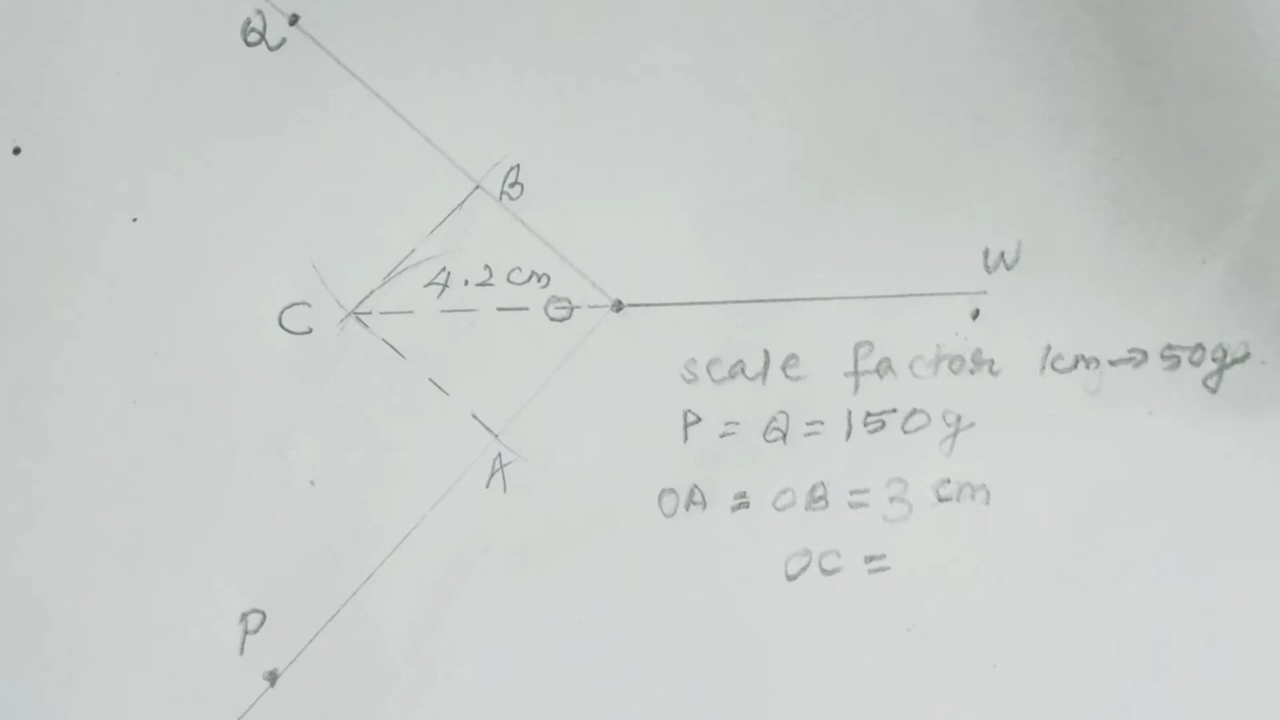 Q
B
4.2 cm
W
C
O
scale factor 1cm→50g
P = Q = 150g
A
OA = OB = 3 cm
OC =
P